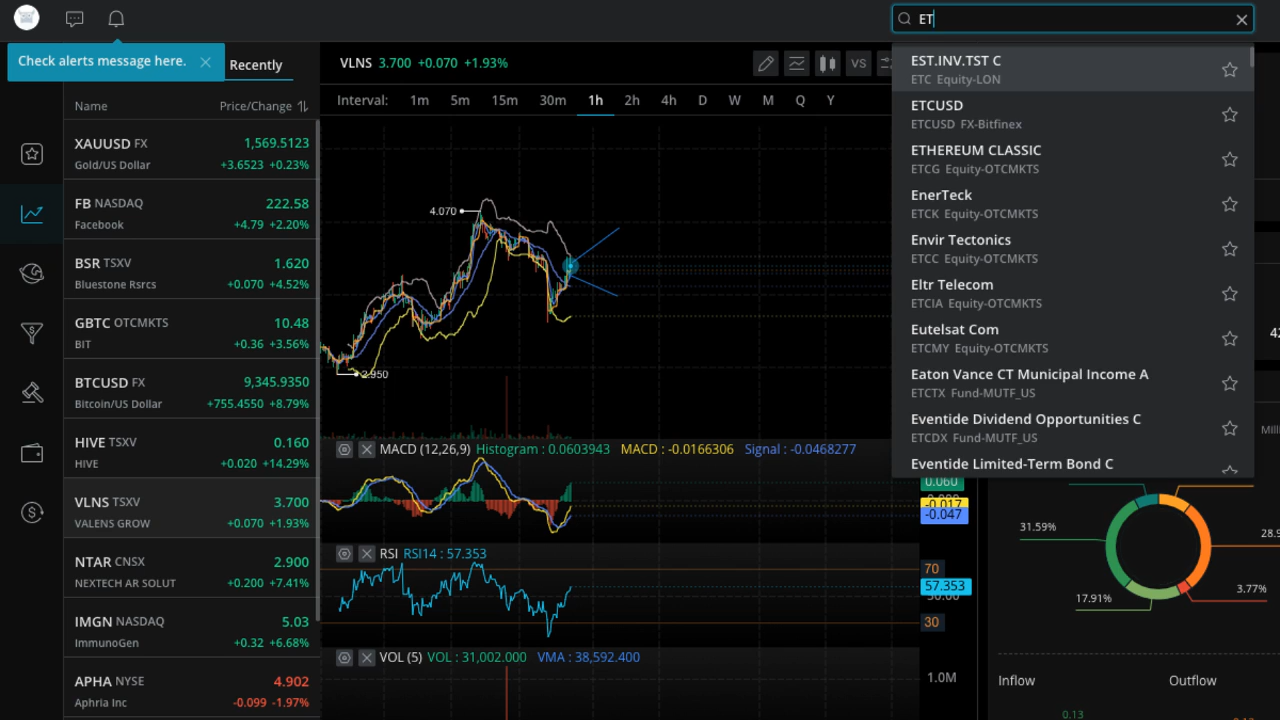 ET
Check alerts message here.
Recently
Name Price/Change
XAUUSD FX 1,569.5123
Gold/US Dollar +3.6523 +0.23%
FB NASDAQ 222.58
Facebook +4.79 +2.20%
BSR TSXV 1.620
Bluestone Rsrcs +0.070 +4.52%
GBTC OTCMKTS 10.48
BIT +0.36 +3.56%
BTCUSD FX 9,345.9350
Bitcoin/US Dollar +755.4550 +8.79%
HIVE TSXV 0.160
HIVE +0.020 +14.29%
VLNS TSXV 3.700
VALENS GROW +0.070 +1.93%
NTAR CNSX 2.900
NEXTECH AR SOLUT +0.200 +7.41%
IMGN NASDAQ 5.03
ImmunoGen +0.32 +6.68%
APHA NYSE 4.902
Aphria Inc -0.099 -1.97%
VLNS 3.700 +0.070 +1.93%
VS
Interval: 1m 5m 15m 30m 1h 2h 4h D W M Q Y
4.070
2.950
MACD (12,26,9) Histogram : 0.0603943 MACD : -0.0166306 Signal : -0.0468277
0.060
-0.017
-0.047
RSI RSI14 : 57.353
70
57.353
30
VOL (5) VOL : 31,002.000 VMA : 38,592.400
1.0M
EST.INV.TST C
ETC Equity-LON
ETCUSD
ETCUSD FX-Bitfinex
ETHEREUM CLASSIC
ETCG Equity-OTCMKTS
EnerTeck
ETCK Equity-OTCMKTS
Envir Tectonics
ETCC Equity-OTCMKTS
Eltr Telecom
ETCIA Equity-OTCMKTS
Eutelsat Com
ETCMY Equity-OTCMKTS
Eaton Vance CT Municipal Income A
ETCTX Fund-MUTF_US
Eventide Dividend Opportunities C
ETCDX Fund-MUTF_US
Eventide Limited-Term Bond C
31.59%
17.91%
3.77%
Inflow Outflow
0.13